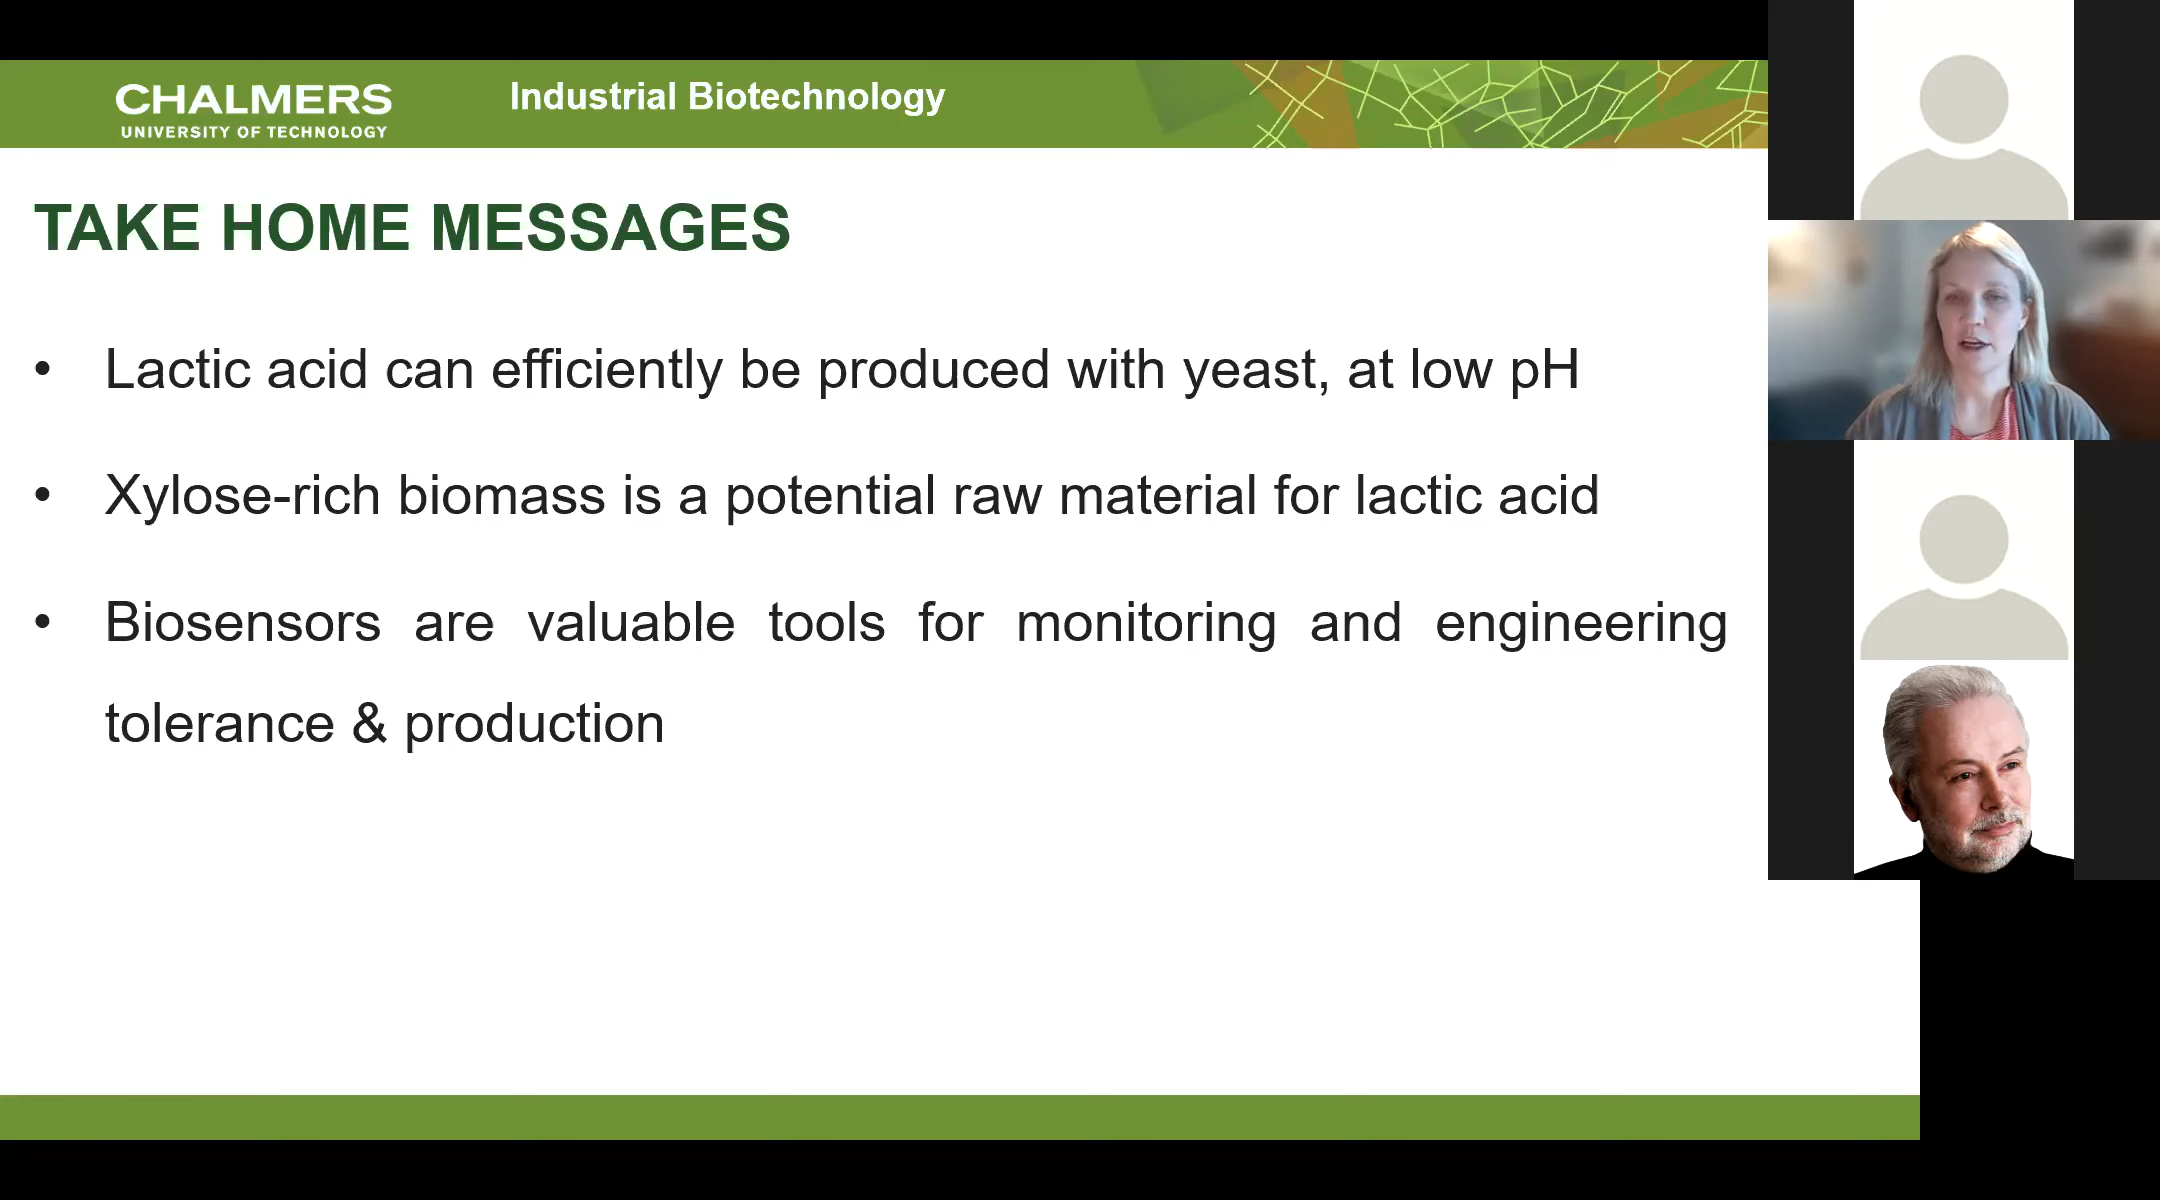 CHALMERS
UNIVERSITY OF TECHNOLOGY
Industrial Biotechnology
TAKE HOME MESSAGES
• Lactic acid can efficiently be produced with yeast, at low pH
• Xylose-rich biomass is a potential raw material for lactic acid
• Biosensors are valuable tools for monitoring and engineering
tolerance & production